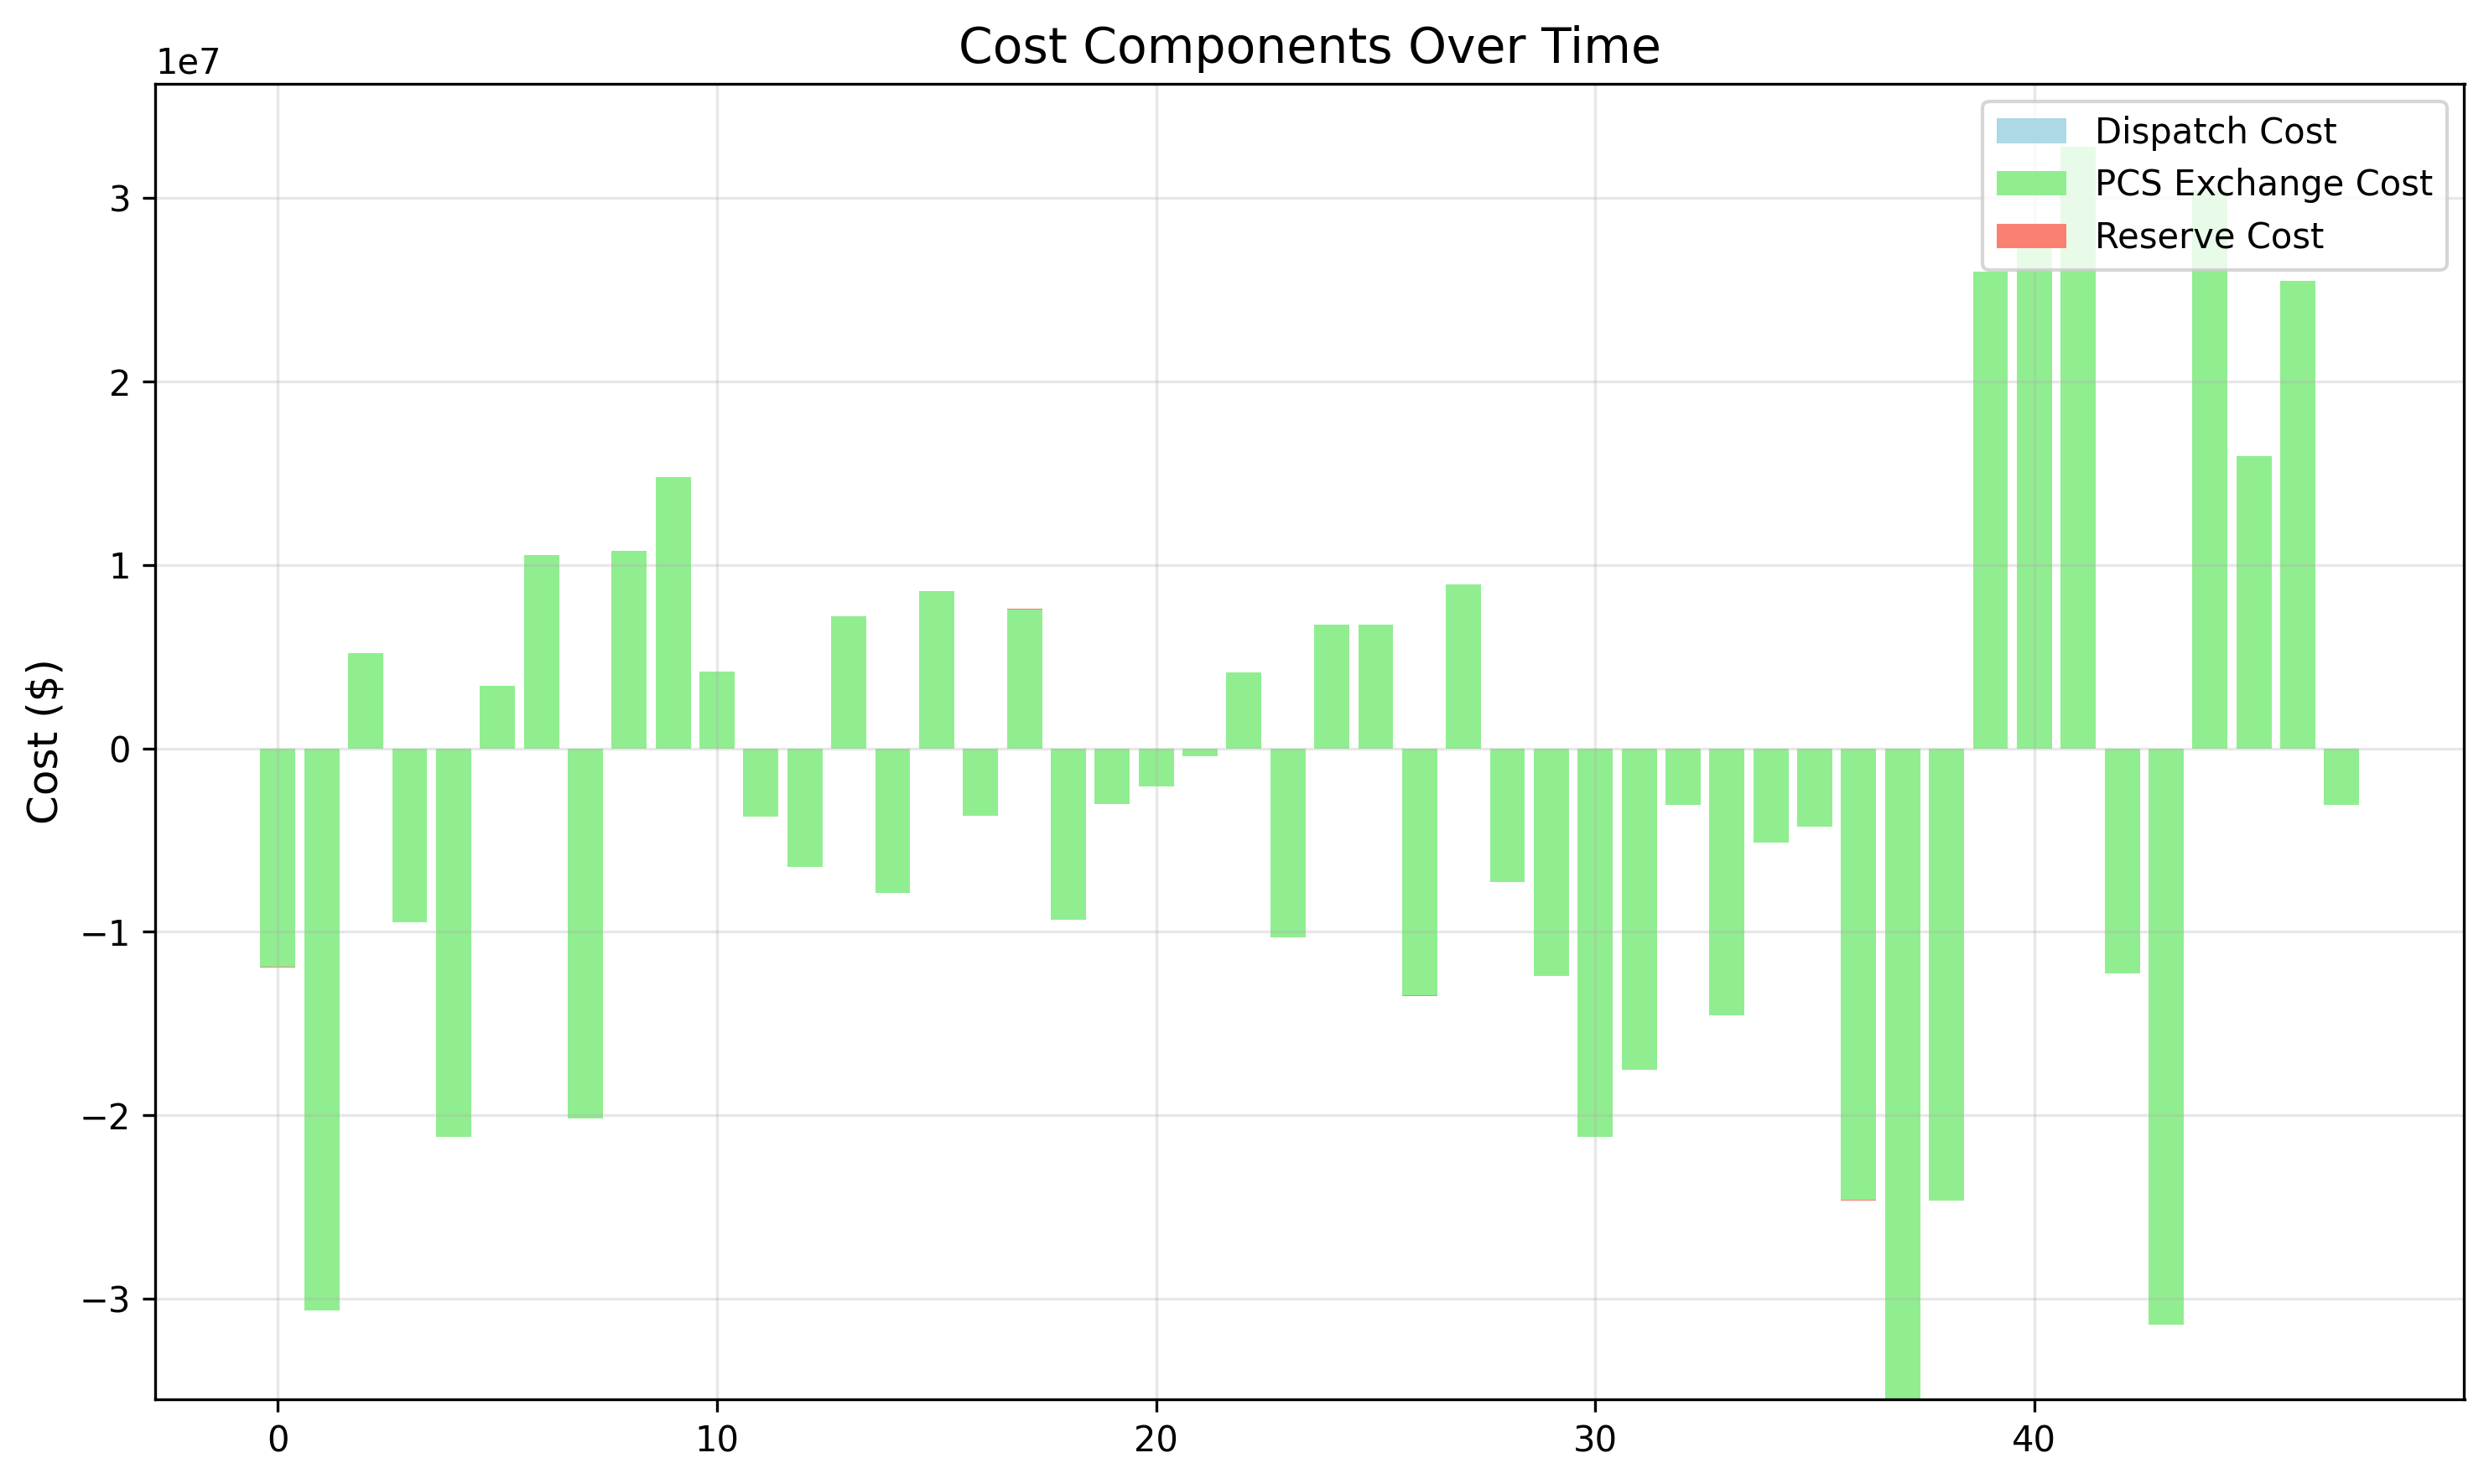 Cost Components Over Time
1e7
Dispatch Cost
PCS Exchange Cost
Reserve Cost
3
2
1
0
−1
−2
−3
Cost ($)
0 10 20 30 40